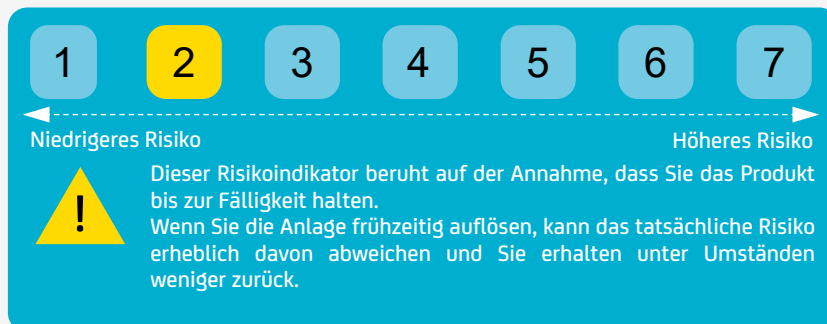 1 2 3 4 5 6 7
Niedrigeres Risiko Höheres Risiko
!
Dieser Risikoindikator beruht auf der Annahme, dass Sie das Produkt
bis zur Fälligkeit halten.
Wenn Sie die Anlage frühzeitig auflösen, kann das tatsächliche Risiko
erheblich davon abweichen und Sie erhalten unter Umständen
weniger zurück.